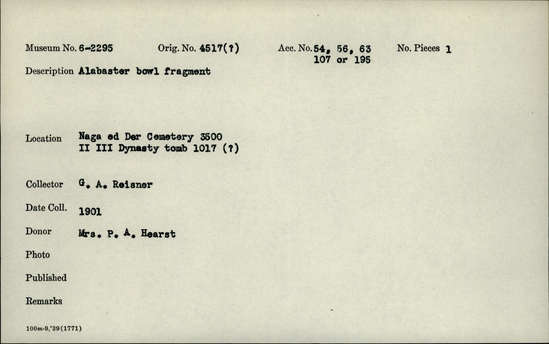 Museum No. 6-2295 Orig. No. 4517(?) Acc. No. 54, 56, 63 No. Pieces 1
107 or 195
Description Alabaster bowl fragment
Location Naga ed Der Cemetery 3500
II III Dynasty tomb 1017 (?)
Collector G. A. Reisner
Date Coll. 1901
Donor Mrs. P. A. Hearst
Photo
Published
Remarks
100m-9,'39(1771)